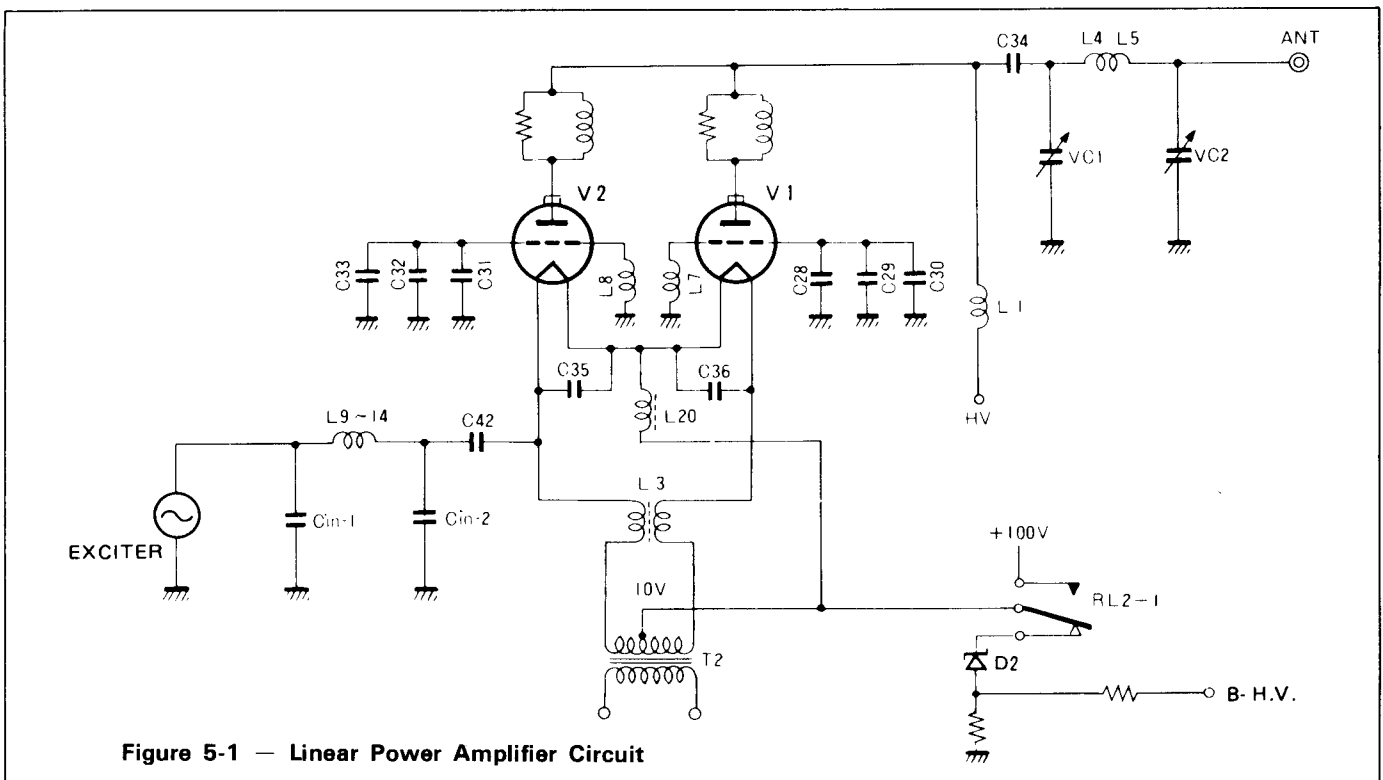 C34
L4 L5
ANT
VC1
VC2
V2
V1
C33
C32
C31
L8
L7
C28
C29
C30
L1
HV
C35
C36
L20
L9~14
C42
L3
Cin-1
Cin-2
EXCITER
10V
T2
+100V
RL2-1
D2
B-H.V.
Figure 5-1 — Linear Power Amplifier Circuit